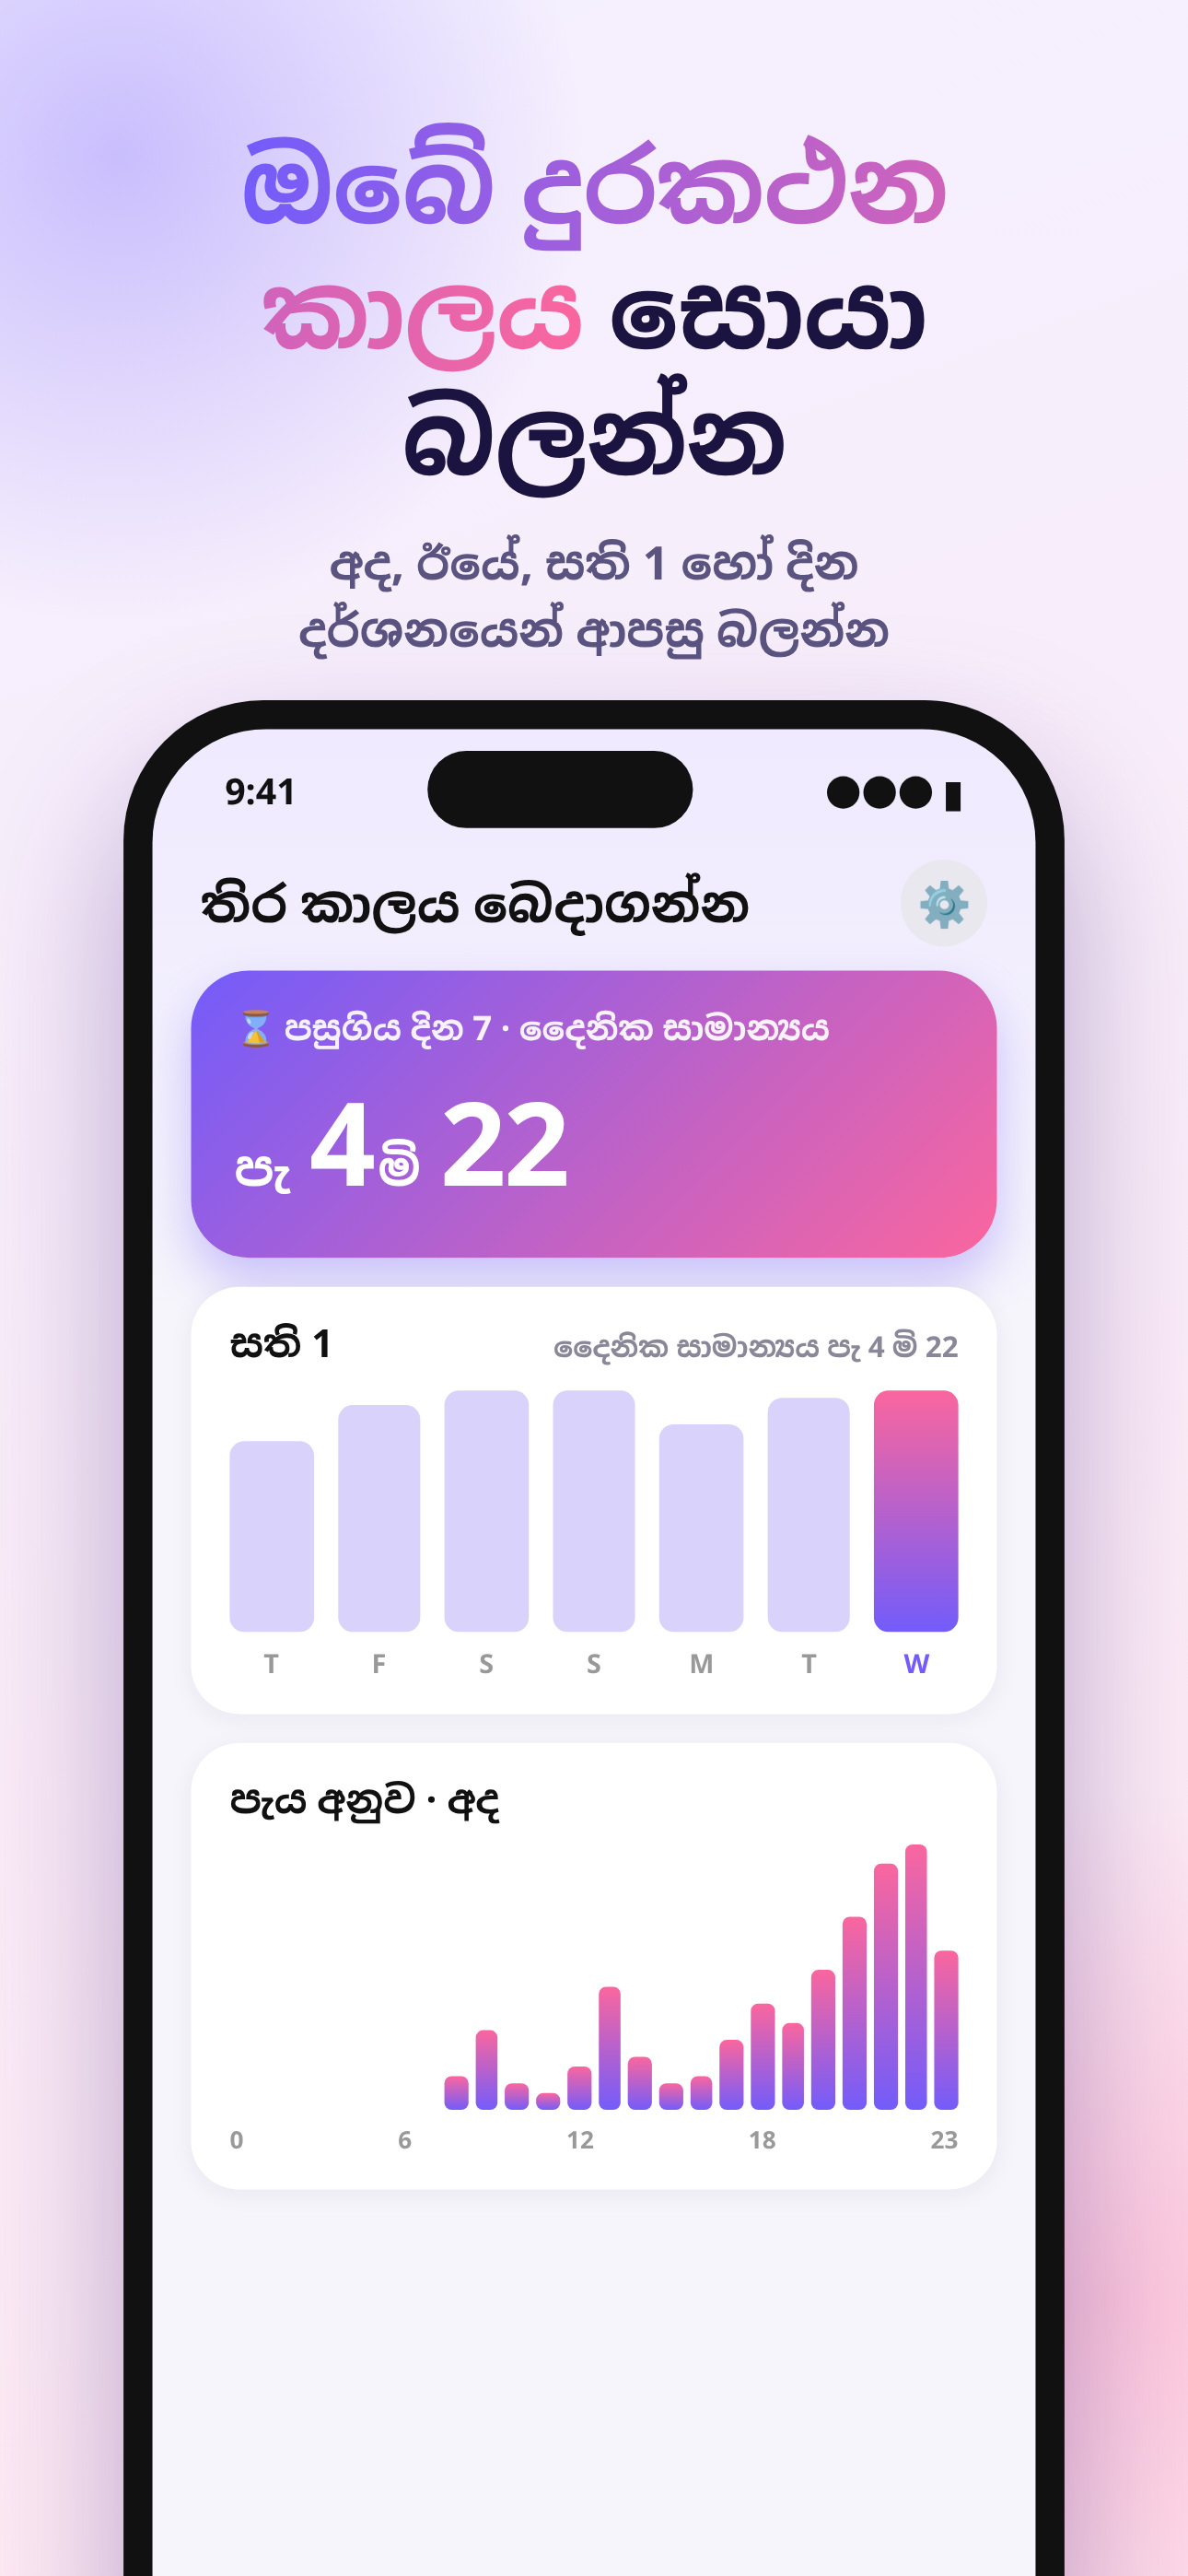 ඔබේ දුරකථන
කාලය සොයා
බලන්න
අද, ඊයේ, සති 1 හෝ දින
දර්ශනයෙන් ආපසු බලන්න
9:41
තිර කාලය බෙදාගන්න
පසුගිය දින 7 · දෛනික සාමාන්‍යය
පැ 4මි 22
සති 1
දෛනික සාමාන්‍යය පැ 4 මි 22
T F S S M T W
පැය අනුව · අද
0 6 12 18 23